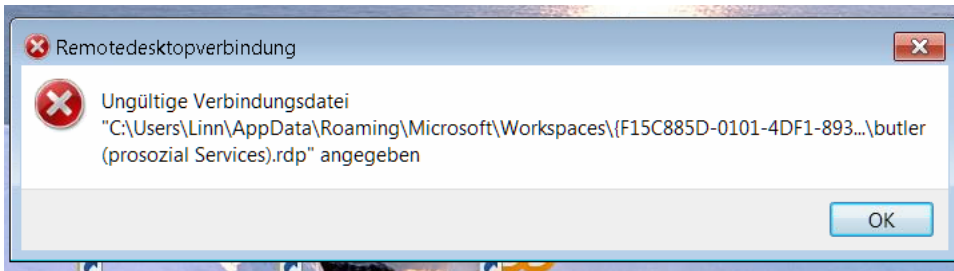 Remotedesktopverbindung
Ungültige Verbindungsdatei
"C:\Users\Linn\AppData\Roaming\Microsoft\Workspaces\{F15C885D-0101-4DF1-893...\butler
(prosozial Services).rdp" angegeben
OK